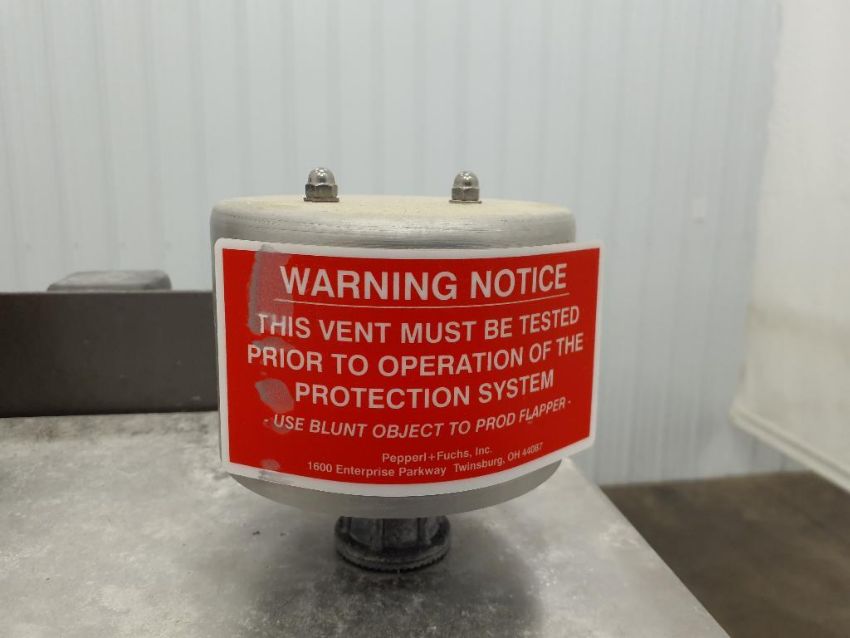 WARNING NOTICE
THIS VENT MUST BE TESTED
PRIOR TO OPERATION OF THE
PROTECTION SYSTEM
- USE BLUNT OBJECT TO PROD FLAPPER -
Pepperl+Fuchs, Inc.
1600 Enterprise Parkway Twinsburg, OH 44087